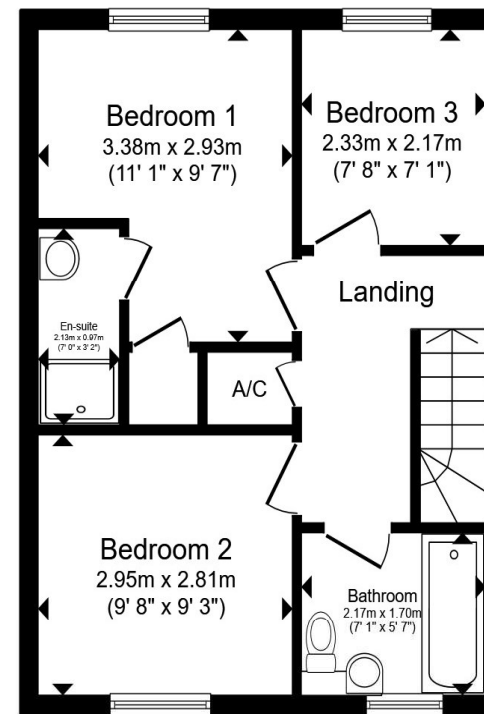 Bedroom 1
3.38m x 2.93m
(11' 1" x 9' 7")
Bedroom 3
2.33m x 2.17m
(7' 8" x 7' 1")
Landing
En-suite
2.13m x 0.97m
(7' 0" x 3' 2")
A/C
Bedroom 2
2.95m x 2.81m
(9' 8" x 9' 3")
Bathroom
2.17m x 1.70m
(7' 1" x 5' 7")